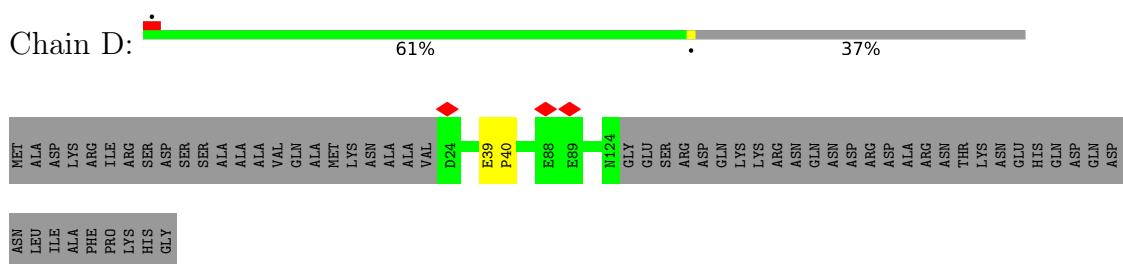 Chain D:
61%
37%
MET ALA ASP LYS ARG ILE ARG SER ASP SER SER ALA ALA ALA VAL GLN ALA MET LYS ASN ALA ALA VAL D24 E39 P40 E88 E89 N124 GLY GLU SER ARG ASP GLN LYS LYS ARG ASN GLN ASN ASP ARG ASP ALA ARG ASN THR LYS ASN GLU HIS GLN ASP GLN ASP
ASN LEU ILE ALA PHE PRO LYS HIS GLY